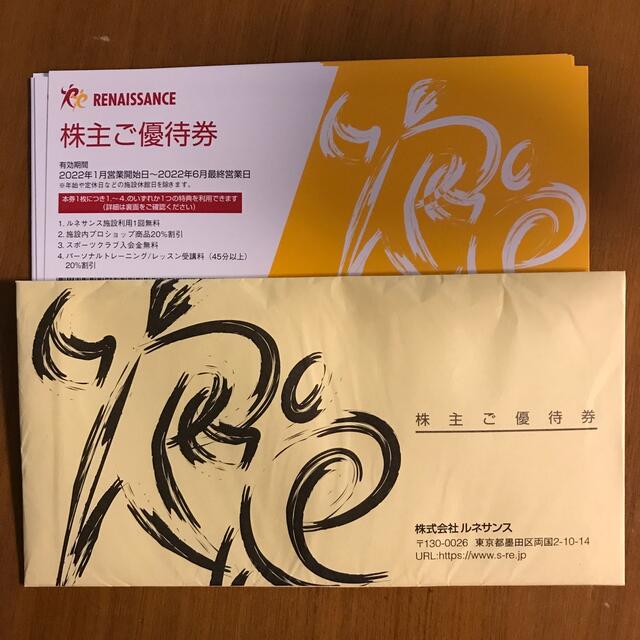 RENAISSANCE
株主ご優待券
有効期間
2022年1月営業開始日～2022年6月最終営業日
※年始や定休日などの施設休館日を除きます。
本券1枚につき1.～4.のいずれか1つの特典を利用できます
（詳細は裏面をご確認ください）
1. ルネサンス施設利用1回無料
2. 施設内プロショップ商品20%割引
3. スポーツクラブ入会金無料
4. パーソナルトレーニング/レッスン受講料（45分以上）
20%割引
株主ご優待券
株式会社 ルネサンス
〒130-0026 東京都墨田区両国2-10-14
URL:https://www.s-re.jp